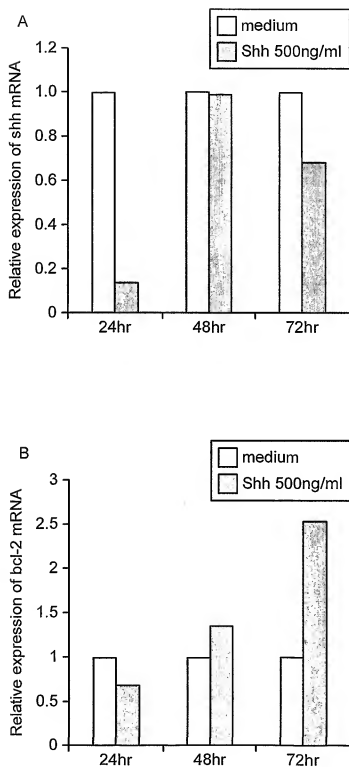 A
medium
Shh 500ng/ml
Relative expression of shh mRNA
1.2
1.0
0.8
0.6
0.4
0.2
0
24hr 48hr 72hr
B
medium
Shh 500ng/ml
Relative expression of bcl-2 mRNA
3
2.5
2
1.5
1
0.5
0
24hr 48hr 72hr